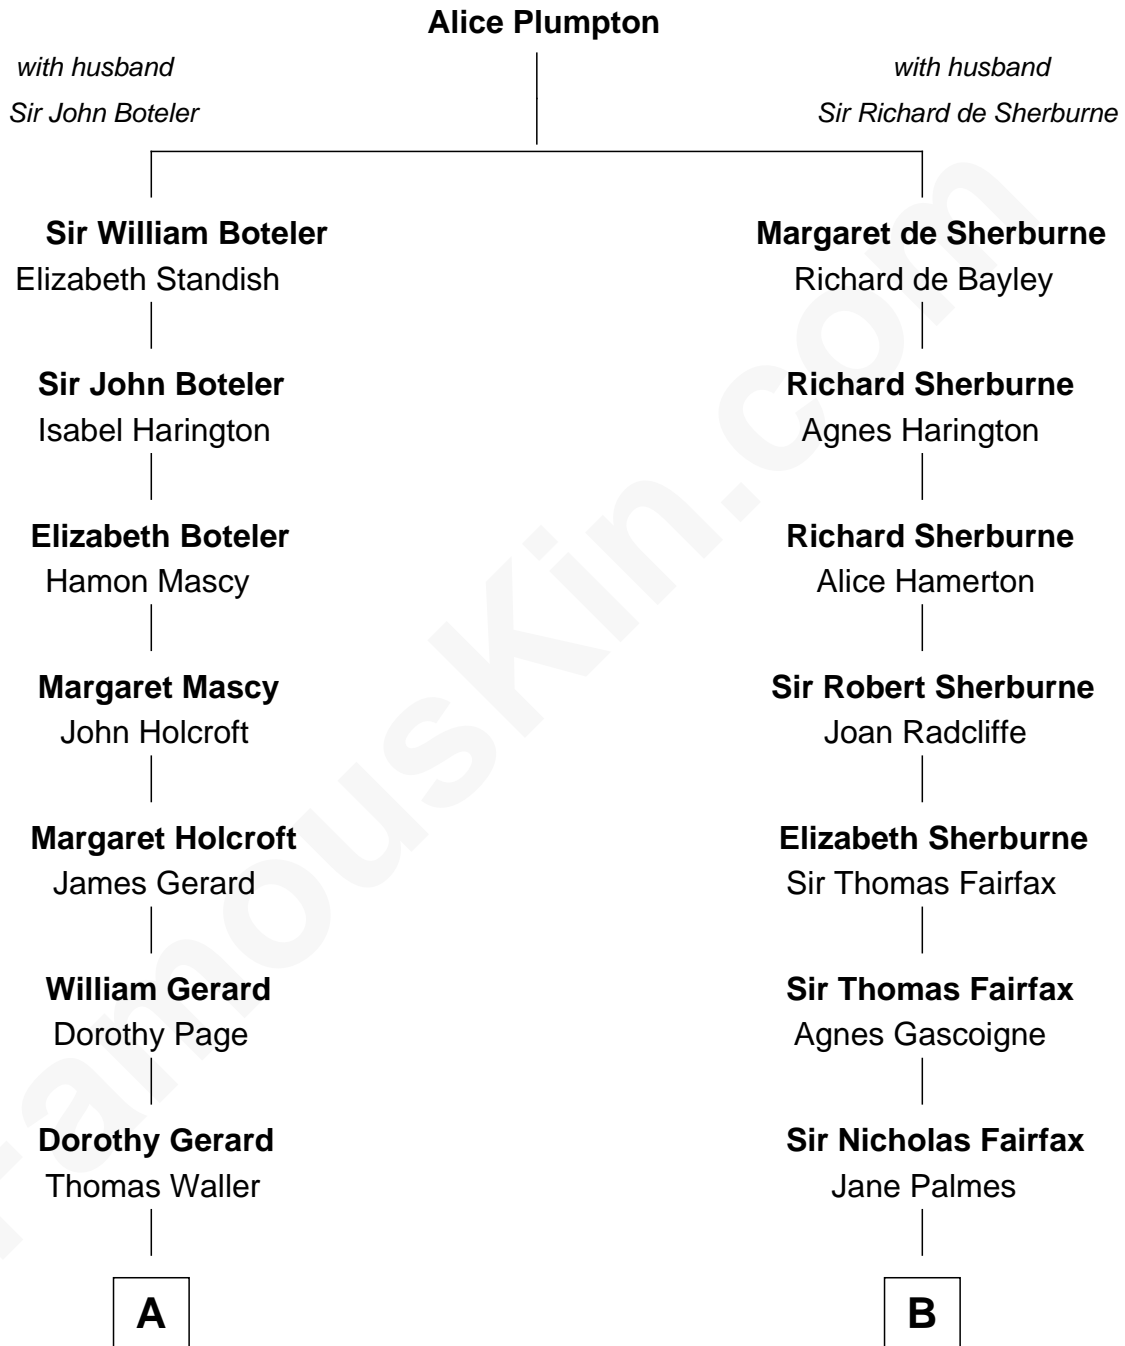 Alice Plumpton
with husband
Sir John Boteler
with husband
Sir Richard de Sherburne
Sir William Boteler
Elizabeth Standish
Margaret de Sherburne
Richard de Bayley
Sir John Boteler
Isabel Harington
Richard Sherburne
Agnes Harington
Elizabeth Boteler
Hamon Mascy
Richard Sherburne
Alice Hamerton
Margaret Mascy
John Holcroft
Sir Robert Sherburne
Joan Radcliffe
Margaret Holcroft
James Gerard
Elizabeth Sherburne
Sir Thomas Fairfax
William Gerard
Dorothy Page
Sir Thomas Fairfax
Agnes Gascoigne
Dorothy Gerard
Thomas Waller
Sir Nicholas Fairfax
Jane Palmes
A
B
FamousKin.com